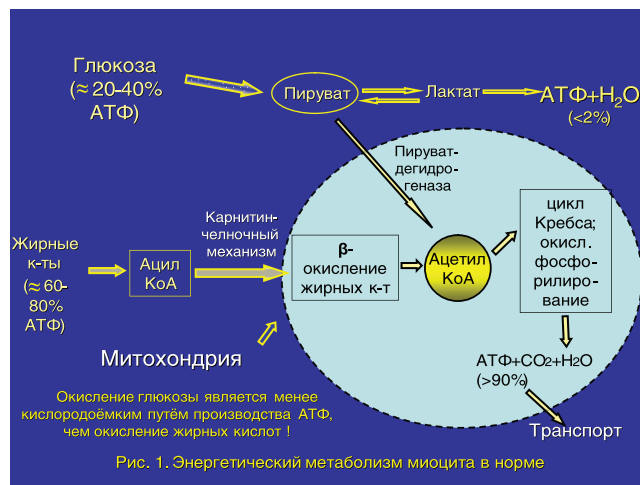 Глюкоза
(≈ 20-40%
АТФ)
Пируват
Лактат
АТФ+H₂O
(<2%)
Пируват-
дегидро-
геназа
Карнитин-
челночный
механизм
Жирные
к-ты
(≈ 60-
80%
АТФ)
Ацил
КоА
β-
окисление
жирных к-т
Ацетил
КоА
цикл
Кребса;
окисл.
фосфо-
рилиро-
вание
АТФ+CO₂+H₂O
(>90%)
Митохондрия
Транспорт
Окисление глюкозы является менее
кислородоёмким путём производства АТФ,
чем окисление жирных кислот !
Рис. 1. Энергетический метаболизм миоцита в норме